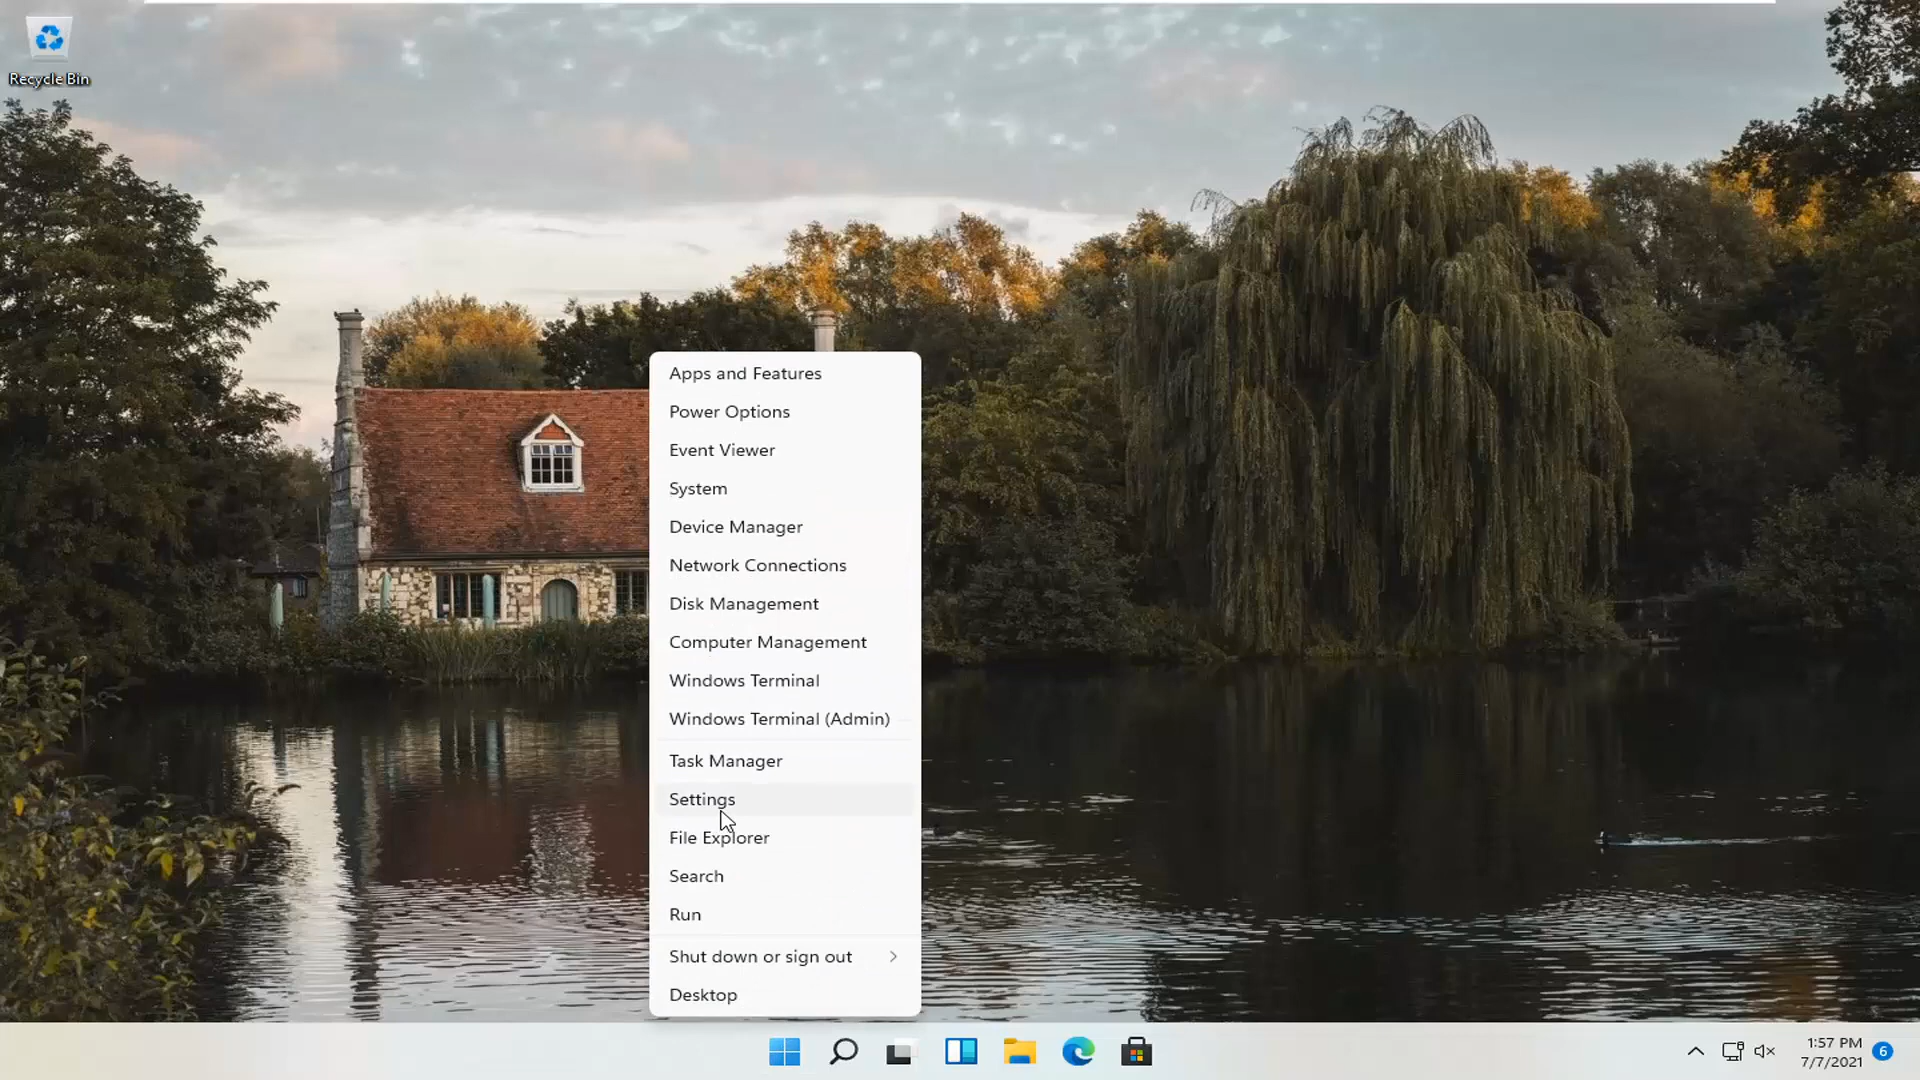 Recycle Bin
Apps and Features
Power Options
Event Viewer
System
Device Manager
Network Connections
Disk Management
Computer Management
Windows Terminal
Windows Terminal (Admin)
Task Manager
Settings
File Explorer
Search
Run
Shut down or sign out
Desktop
1:57 PM
7/7/2021
6